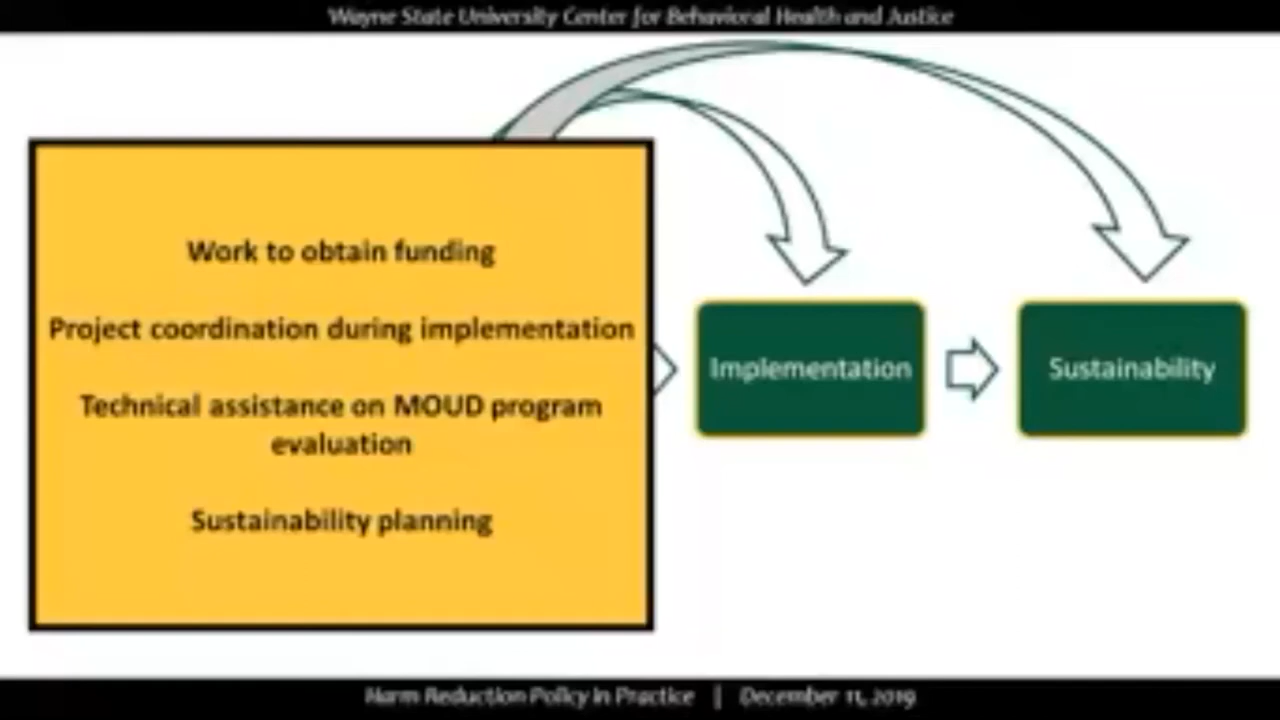 Wayne State University Center for Behavioral Health and Justice
Work to obtain funding
Project coordination during implementation
Technical assistance on MOUD program
evaluation
Sustainability planning
Implementation
Sustainability
Harm Reduction Policy in Practice | December 11, 2019